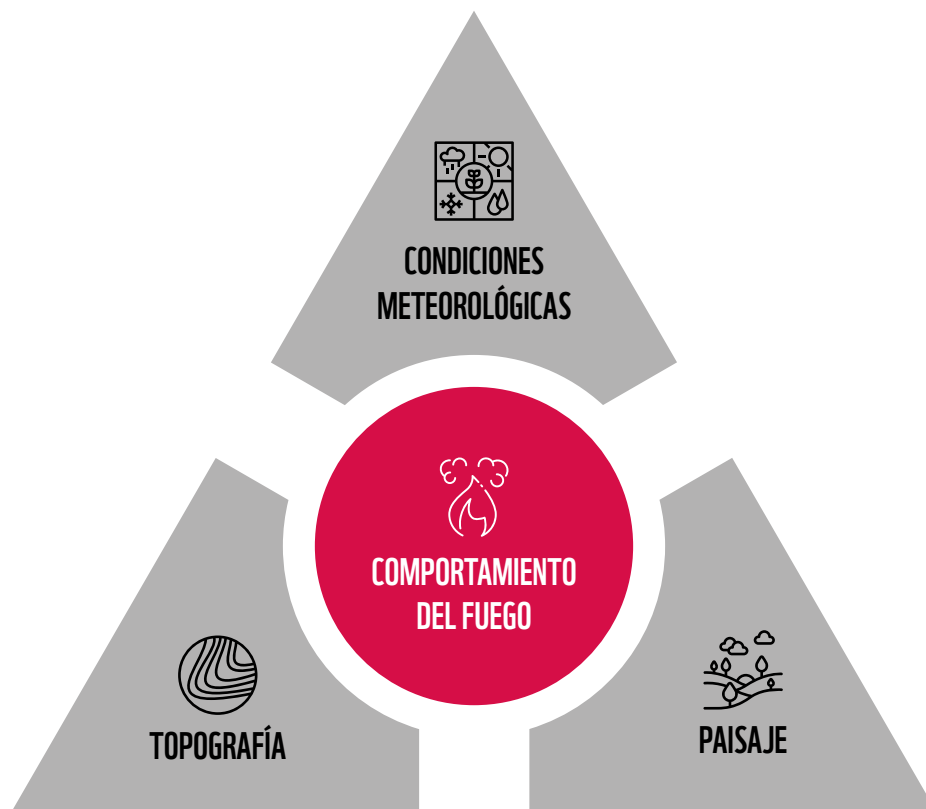 CONDICIONES
METEOROLÓGICAS
COMPORTAMIENTO
DEL FUEGO
TOPOGRAFÍA
PAISAJE